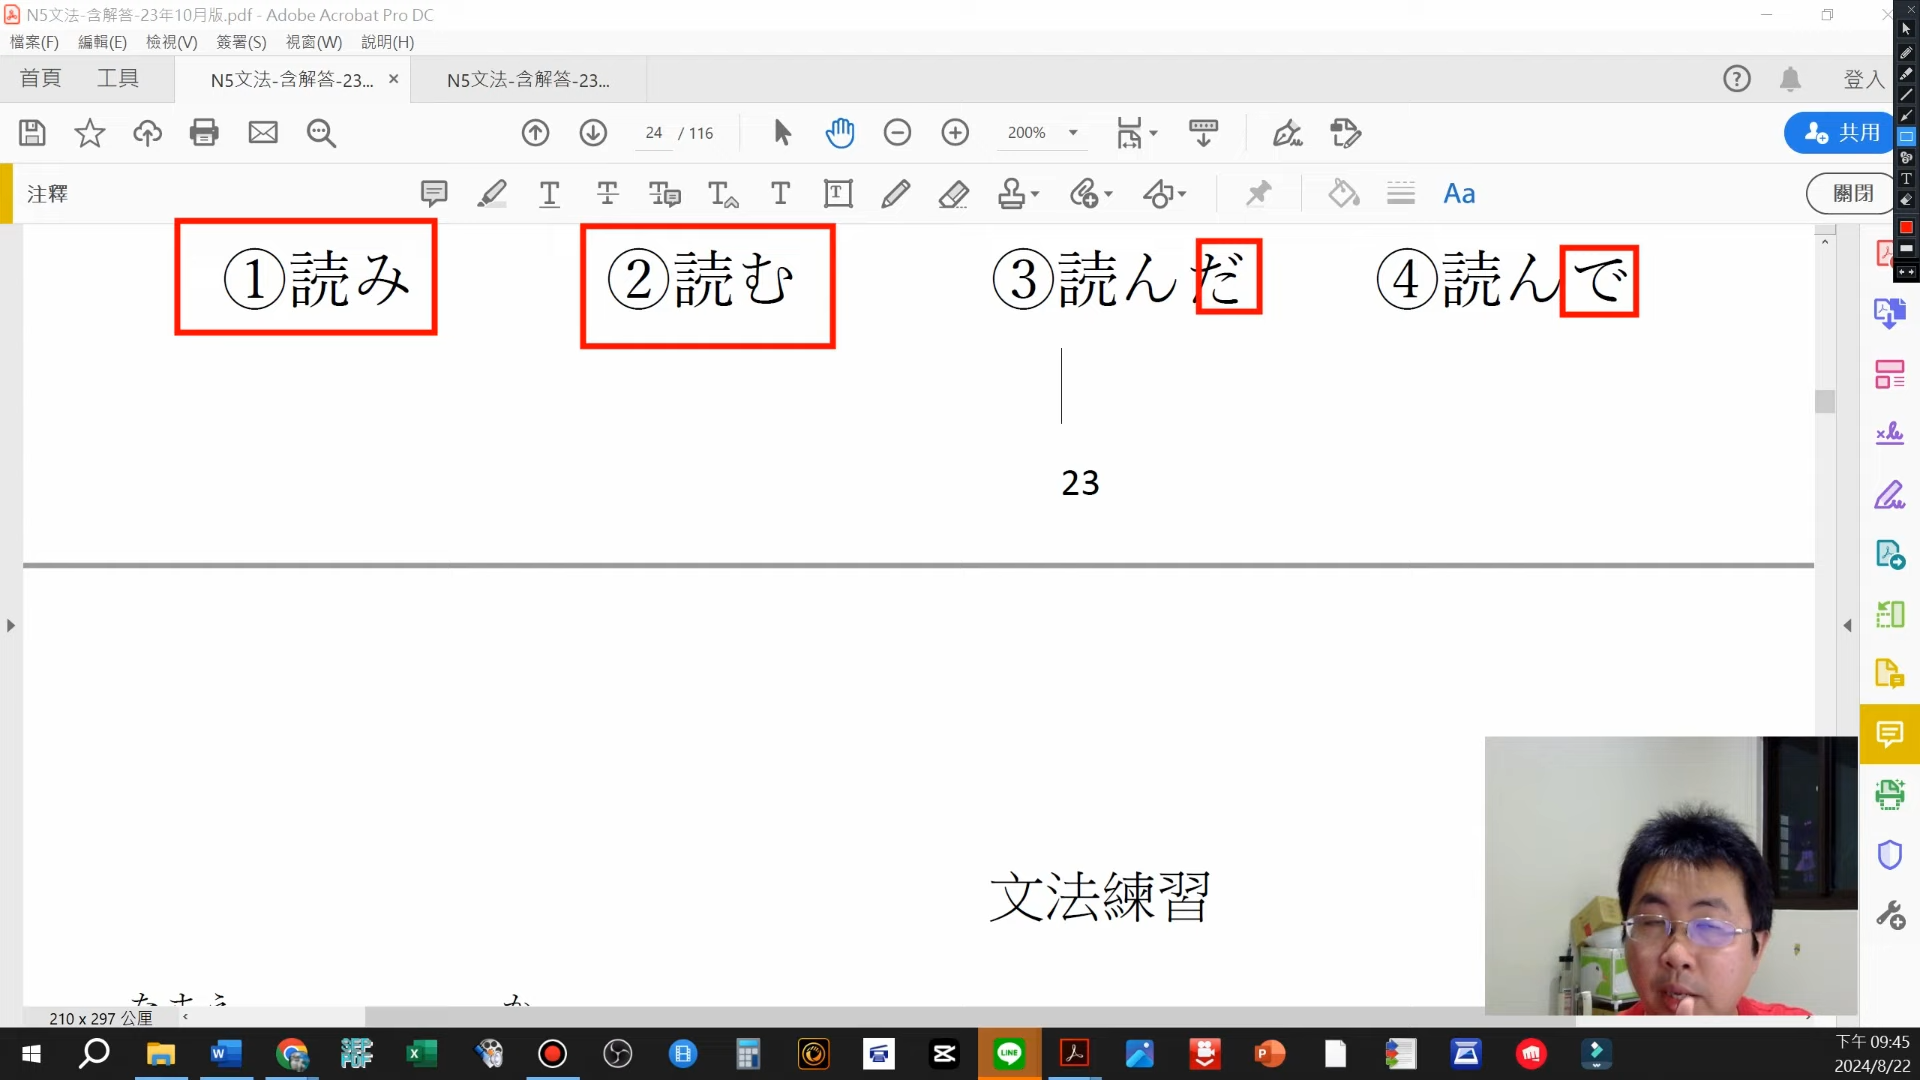 N5文法-含解答-23年10月版.pdf - Adobe Acrobat Pro DC
檔案(F) 編輯(E) 檢視(V) 簽署(S) 視窗(W) 說明(H)
首頁 工具 N5文法-含解答-23... × N5文法-含解答-23... 登入
24 / 116 200% 共用
注釋 Aa 關閉
①読み ②読む ③読んだ ④読んで
23
文法練習
210 x 297 公厘
下午 09:45
2024/8/22